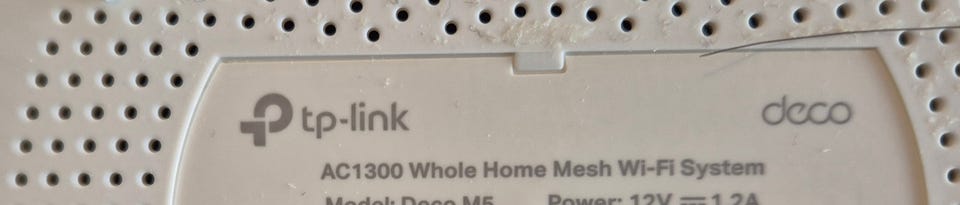 tp-link deco
AC1300 Whole Home Mesh Wi-Fi System
Model: Deco M5 Power: 12V ⎓ 1.2A